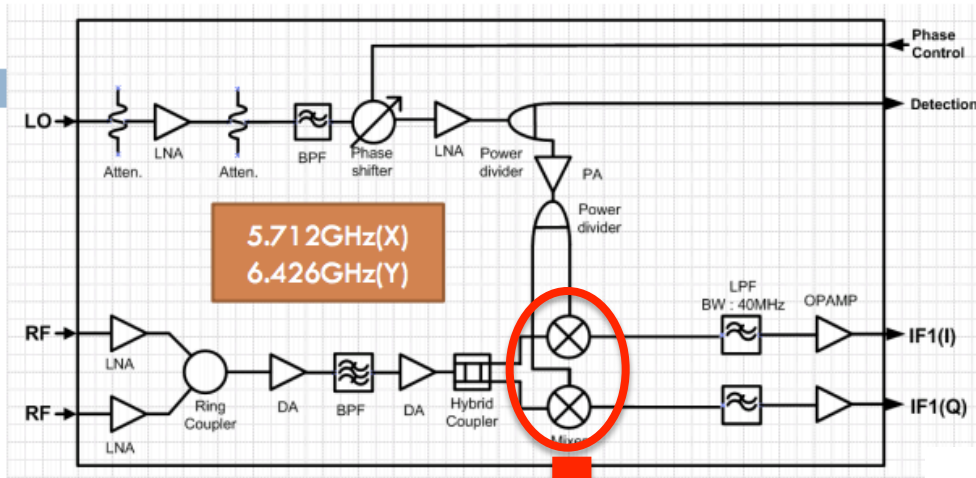 Phase
Control
Detection
LO
Atten.
LNA
Atten.
BPF
Phase
shifter
LNA
Power
divider
PA
Power
divider
5.712GHz(X)
6.426GHz(Y)
LPF
BW : 40MHz
OPAMP
RF
LNA
IF1(I)
RF
LNA
Ring
Coupler
DA
BPF
DA
Hybrid
Coupler
Mixer
IF1(Q)